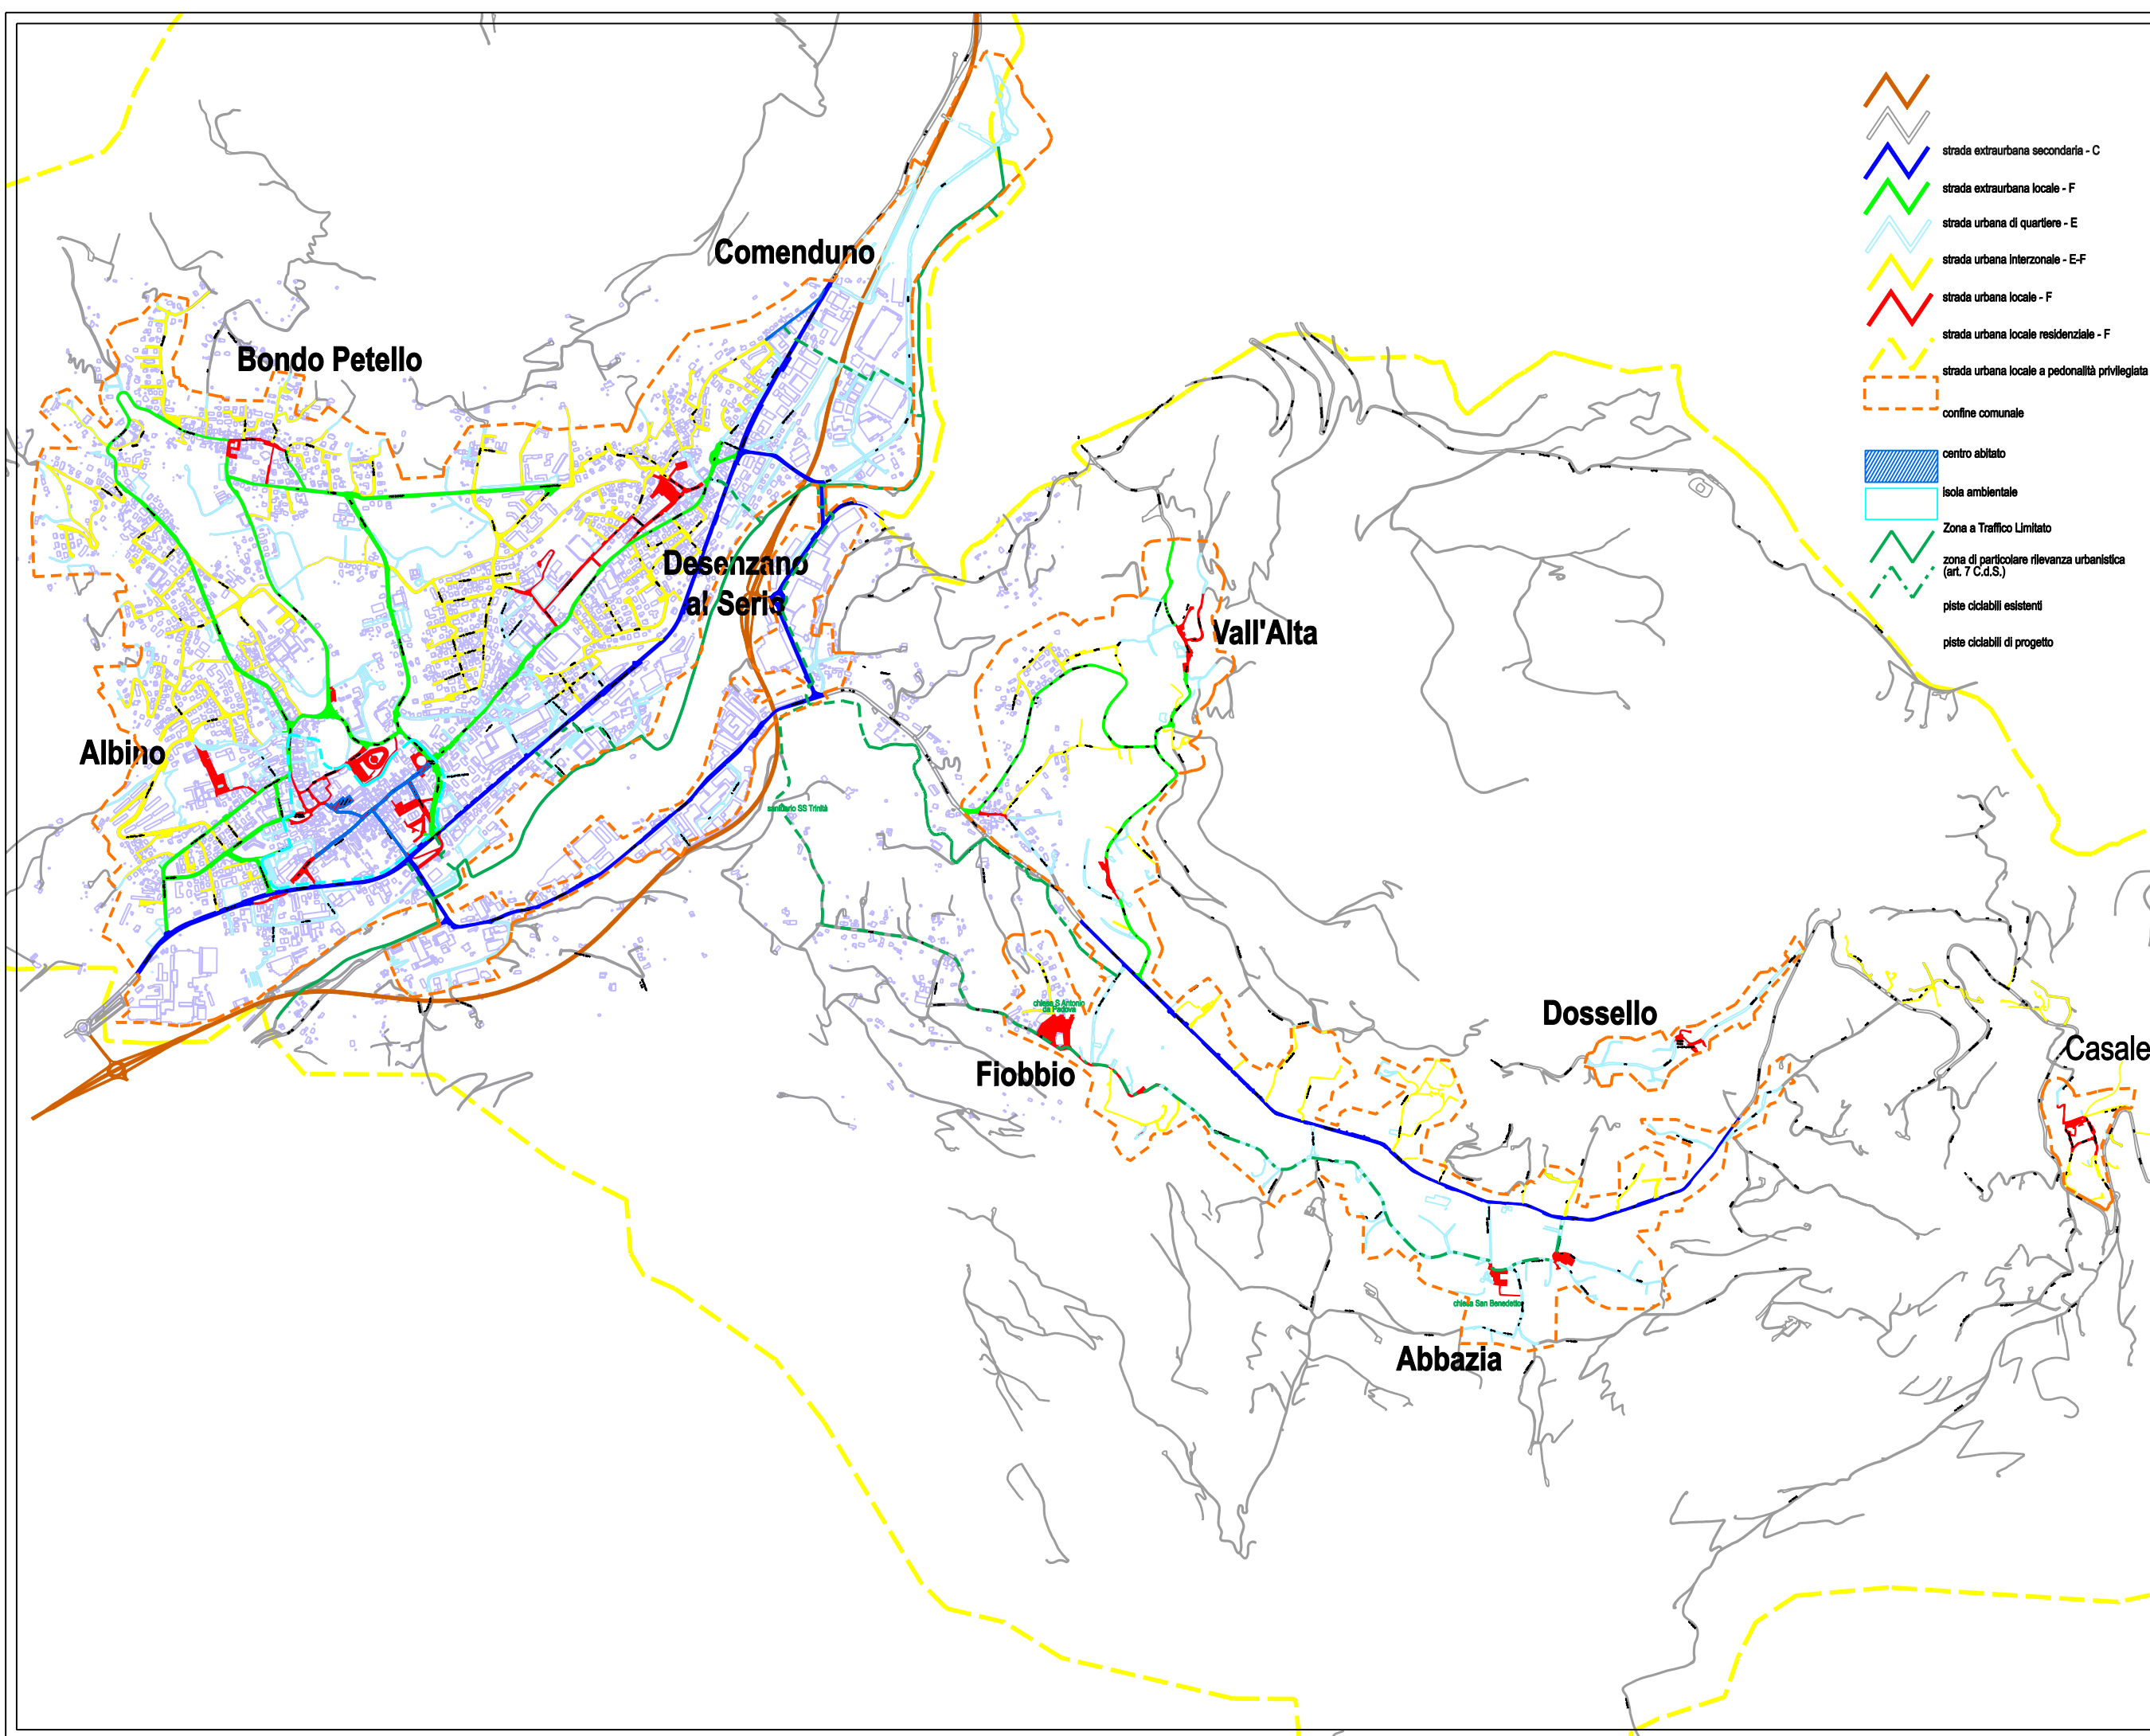 strada extraurbana secondaria - C
strada extraurbana locale - F
strada urbana di quartiere - E
strada urbana interzonale - E-F
strada urbana locale - F
strada urbana locale residenziale - F
strada urbana locale a pedonalità privilegiata
confine comunale
centro abitato
isola ambientale
Zona a Traffico Limitato
zona di particolare rilevanza urbanistica
(art. 7 C.d.S.)
piste ciclabili esistenti
piste ciclabili di progetto
Comenduno
Bondo Petello
Desenzano
al Serio
Vall'Alta
Albino
santuario SS Trinità
chiesa S Antonio
da Padova
Fiobbio
Dossello
Casale
chiesa San Benedetto
Abbazia